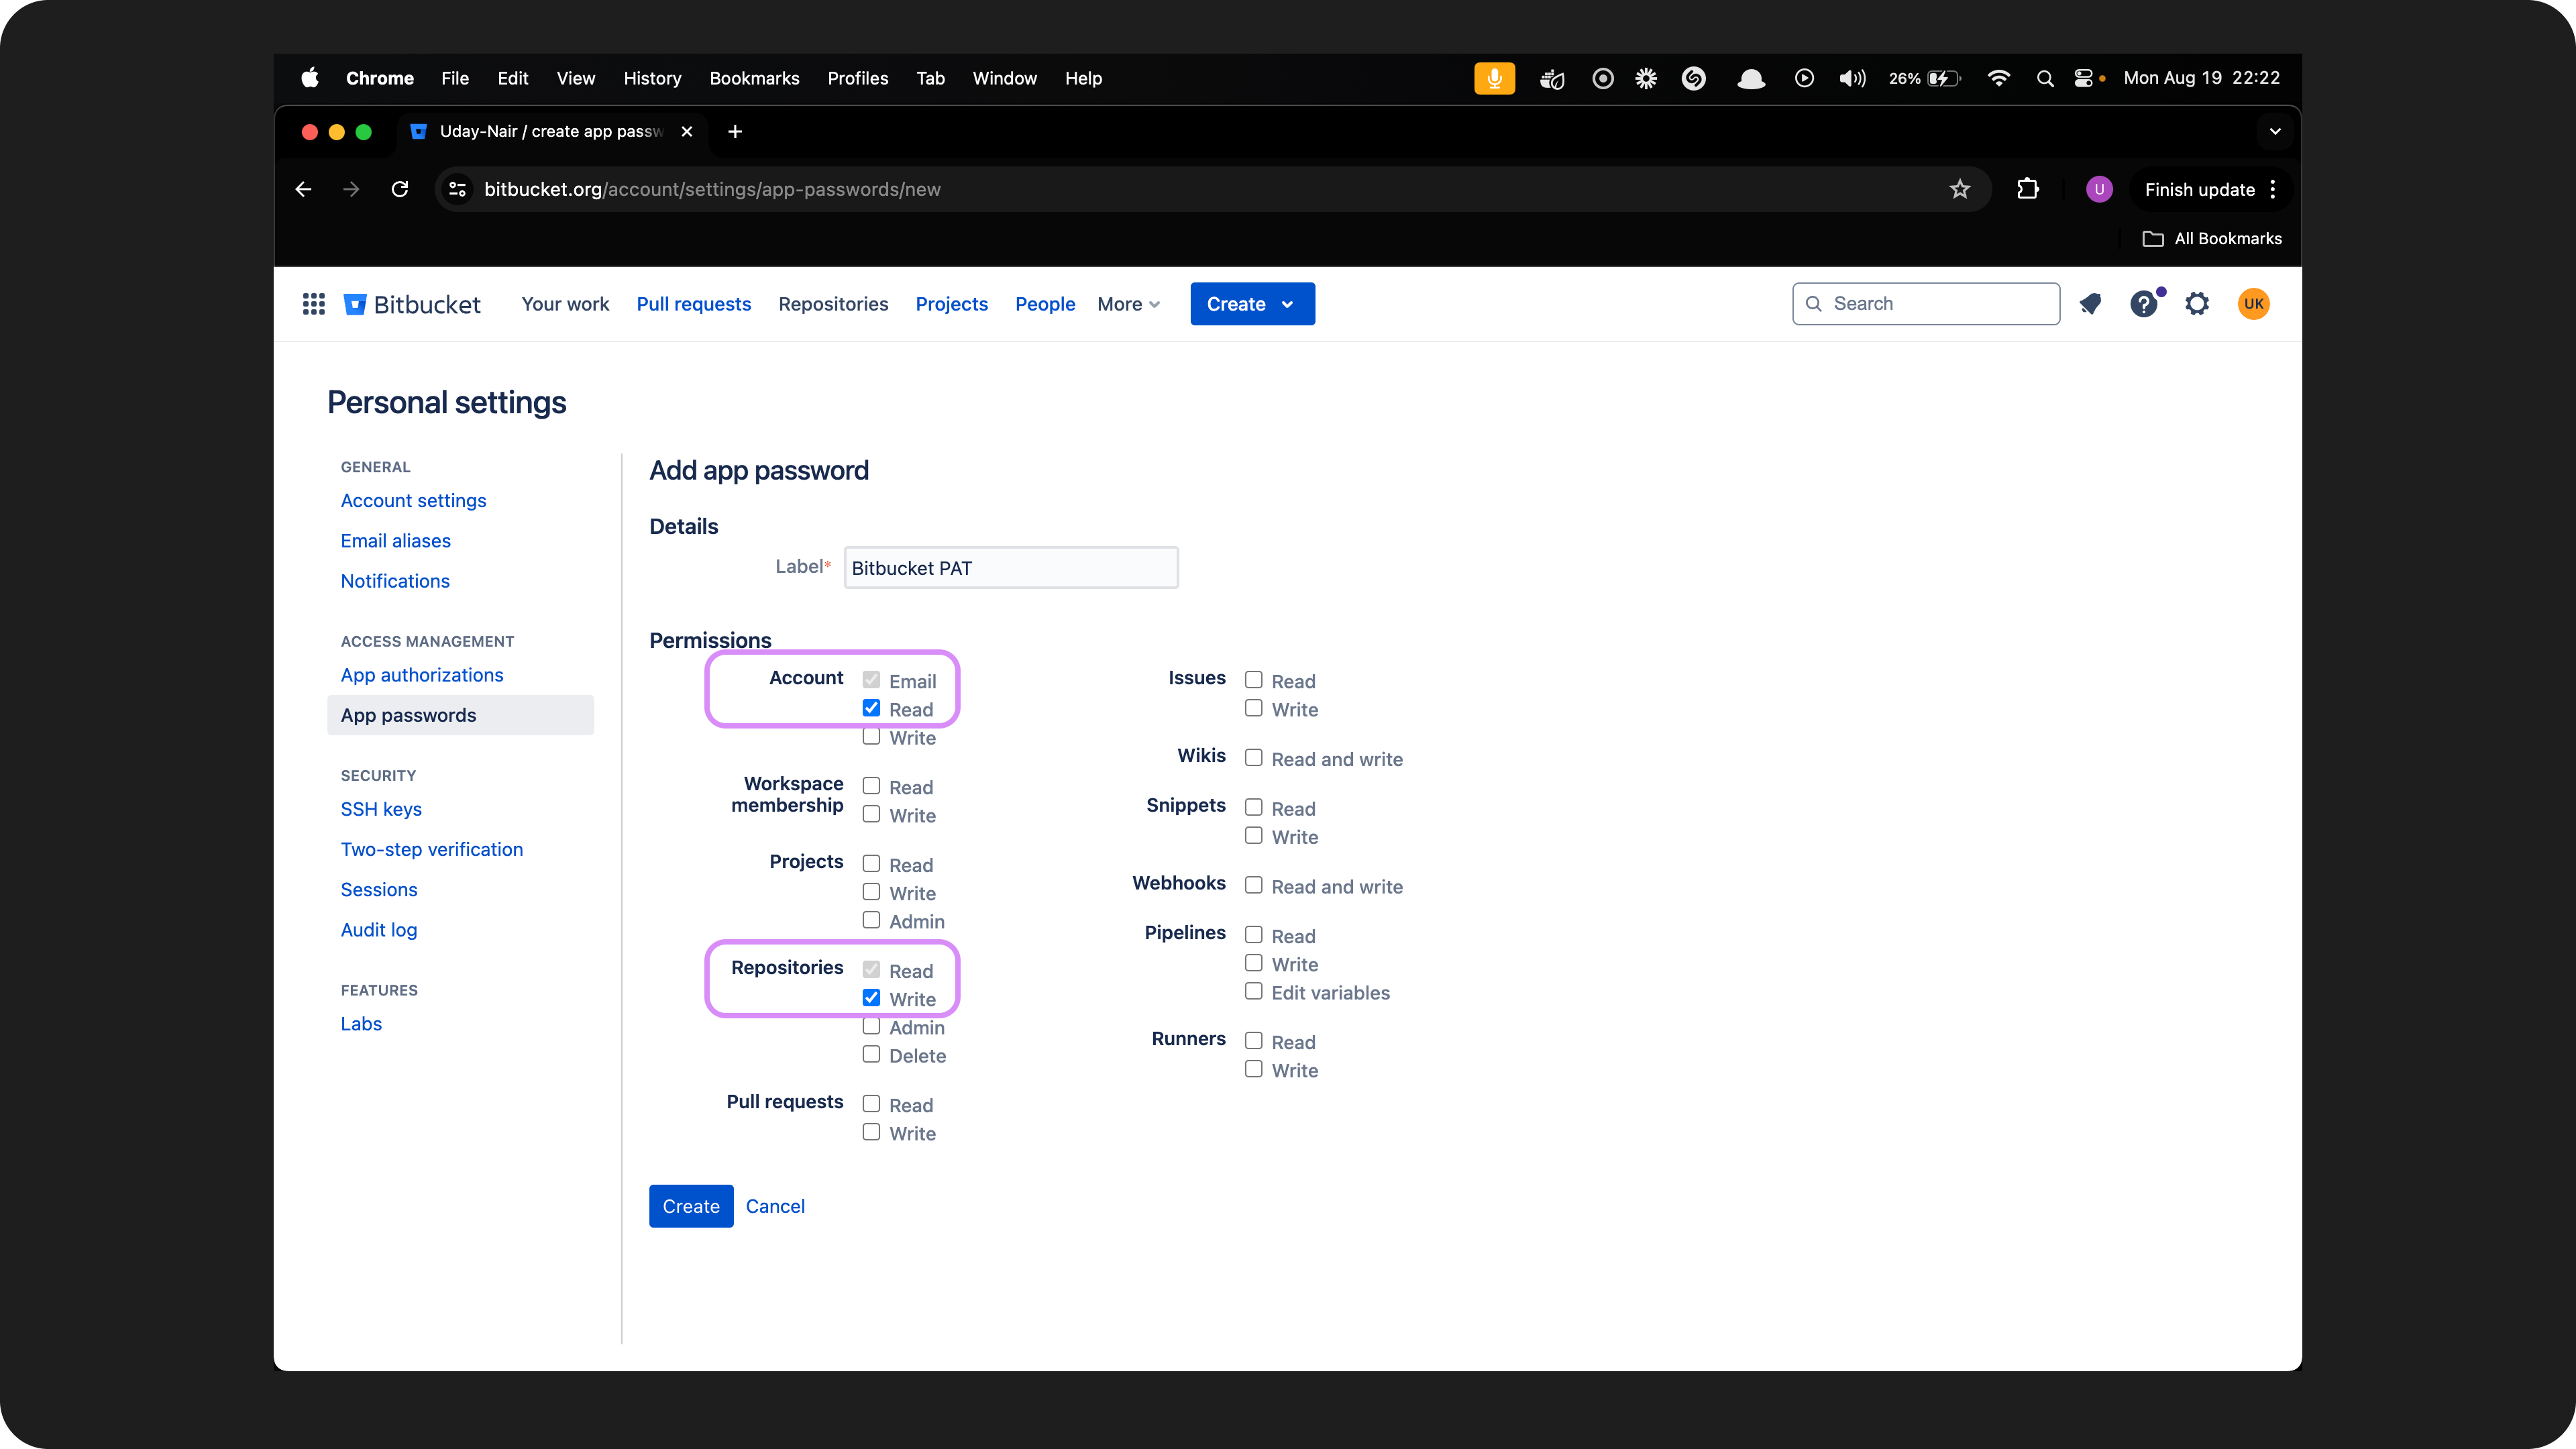 Chrome File Edit View History Bookmarks Profiles Tab Window Help 26% Mon Aug 19 22:22
Uday-Nair / create app passw
bitbucket.org/account/settings/app-passwords/new U Finish update
All Bookmarks
Bitbucket Your work Pull requests Repositories Projects People More Create Search ? UK
Personal settings
GENERAL
Account settings
Email aliases
Notifications
ACCESS MANAGEMENT
App authorizations
App passwords
SECURITY
SSH keys
Two-step verification
Sessions
Audit log
FEATURES
Labs
Add app password
Details
Label* Bitbucket PAT
Permissions
Account Email
Read
Write
Workspace membership Read
Write
Projects Read
Write
Admin
Repositories Read
Write
Admin
Delete
Pull requests Read
Write
Issues Read
Write
Wikis Read and write
Snippets Read
Write
Webhooks Read and write
Pipelines Read
Write
Edit variables
Runners Read
Write
Create Cancel